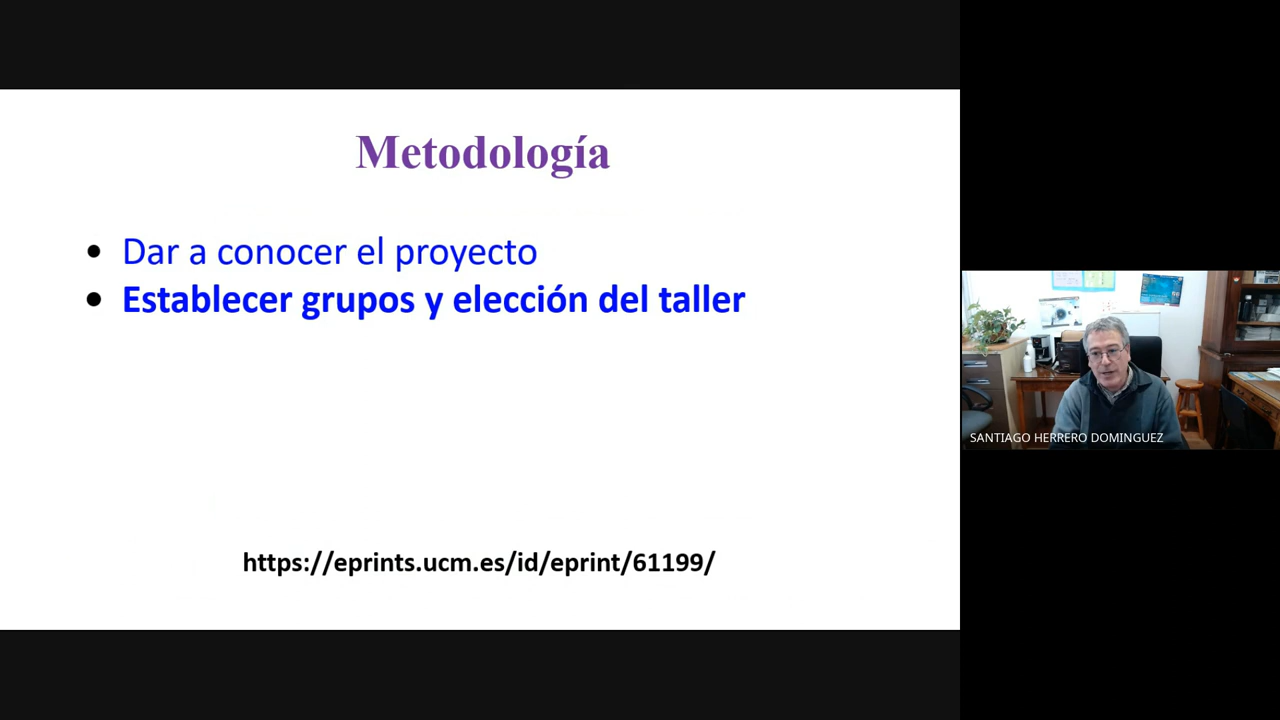 Metodología
Dar a conocer el proyecto
Establecer grupos y elección del taller
https://eprints.ucm.es/id/eprint/61199/
SANTIAGO HERRERO DOMINGUEZ